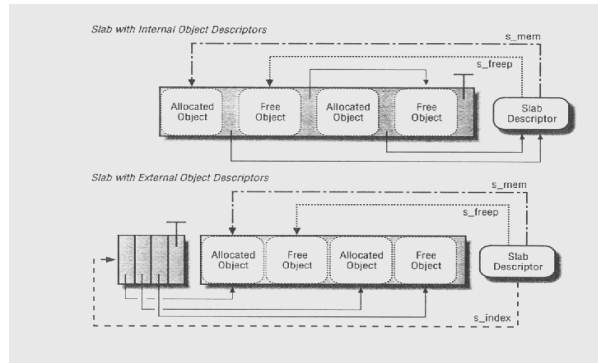 Slab with Internal Object Descriptors
s_mem
s_freep
Allocated
Object
Free
Object
Allocated
Object
Free
Object
Slab
Descriptor
Slab with External Object Descriptors
s_mem
s_freep
Allocated
Object
Free
Object
Allocated
Object
Free
Object
Slab
Descriptor
s_index